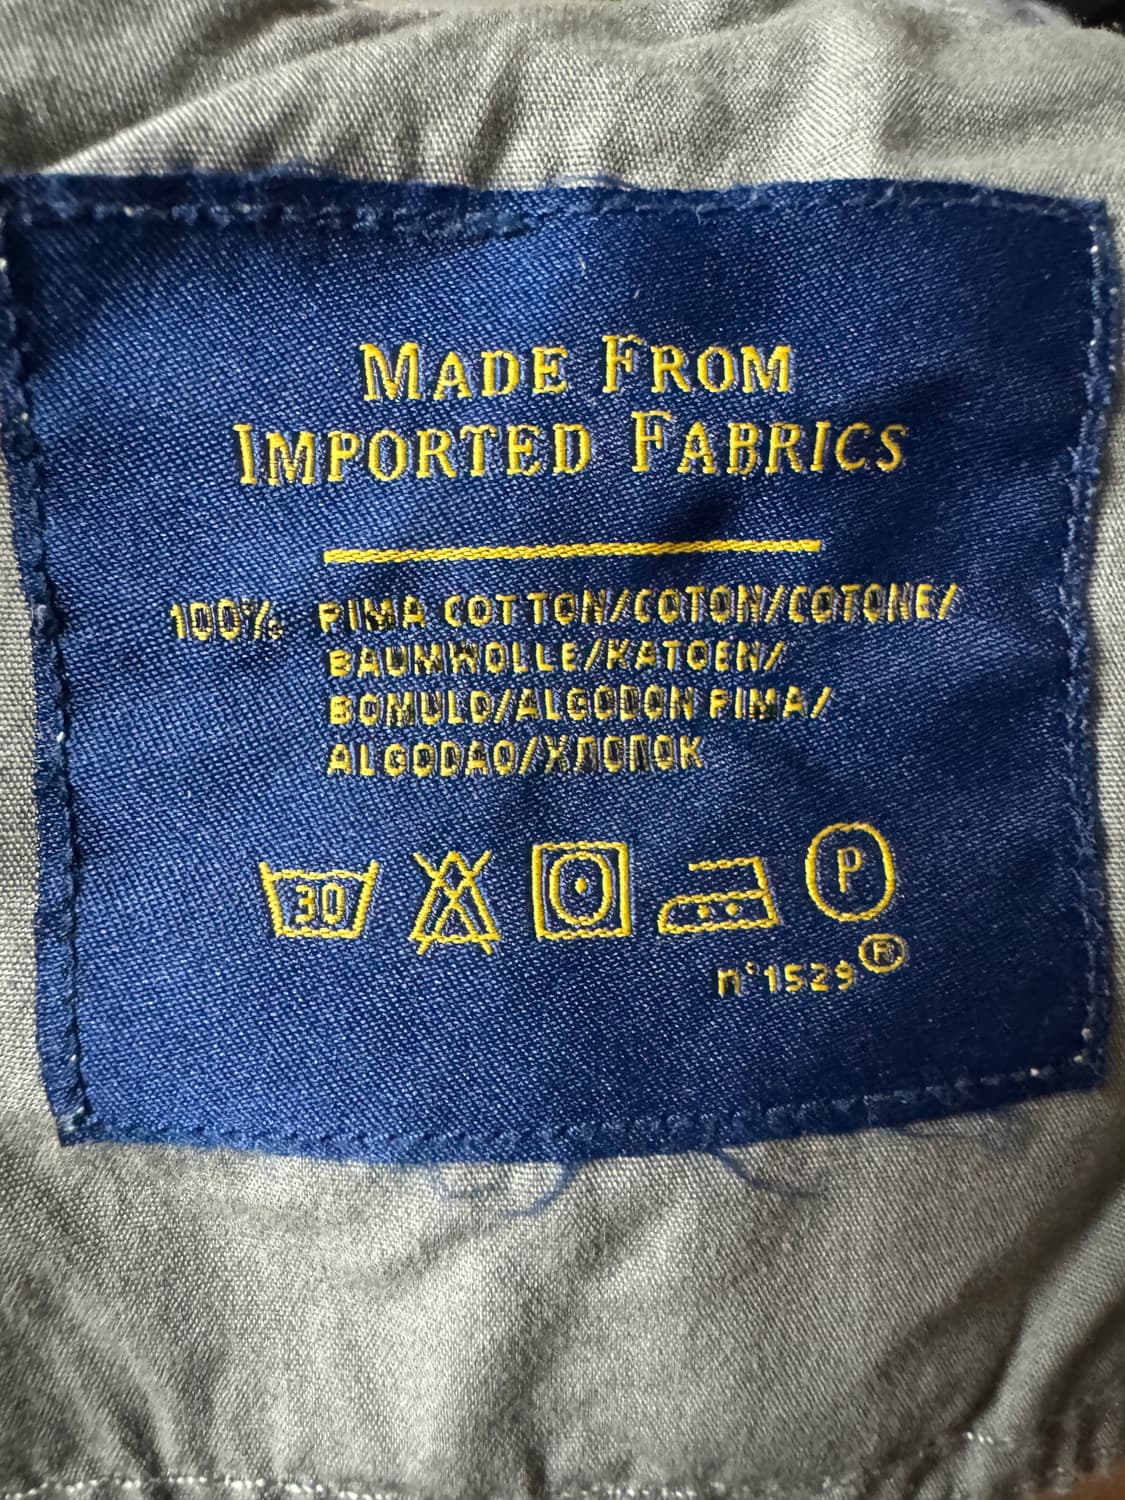 MADE FROM
IMPORTED FABRICS
100% PIMA COTTON/COTON/COTONE/
BAUMWOLLE/KATOEN/
BOMULD/ALGODON PIMA/
ALGODAO/ХЛОПОК
30
P
n°1529®